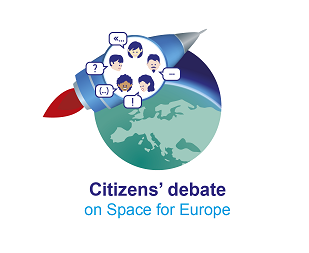 «...
?
–
(...)
!
Citizens' debate
on Space for Europe